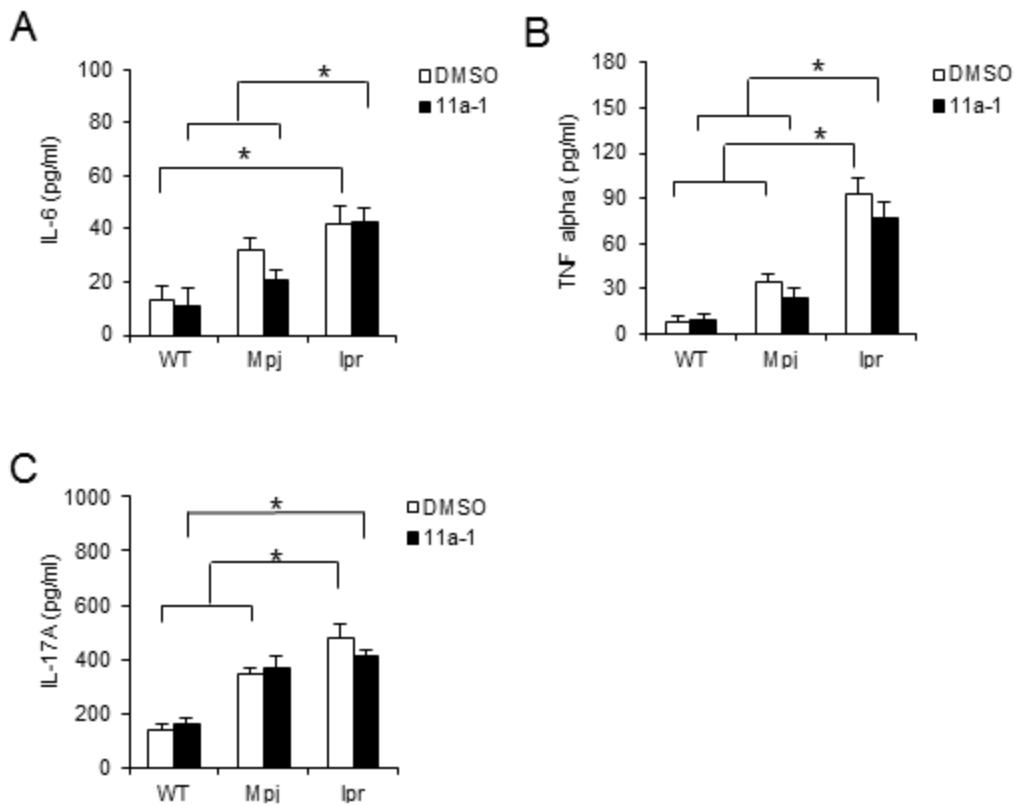 A
IL-6 (pg/ml)
100
80
60
40
20
0
*
*
DMSO
11a-1
WT Mpj lpr
B
TNF alpha ( pg/ml)
180
150
120
90
60
30
0
*
*
DMSO
11a-1
WT Mpj lpr
C
IL-17A (pg/ml)
1000
800
600
400
200
0
*
*
DMSO
11a-1
WT Mpj lpr